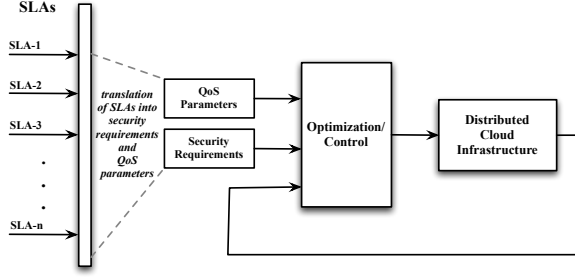 SLAs
SLA-1
SLA-2
SLA-3
SLA-n
translation
of SLAs into
security
requirements
and
QoS
parameters
QoS
Parameters
Security
Requirements
Optimization/
Control
Distributed
Cloud
Infrastructure